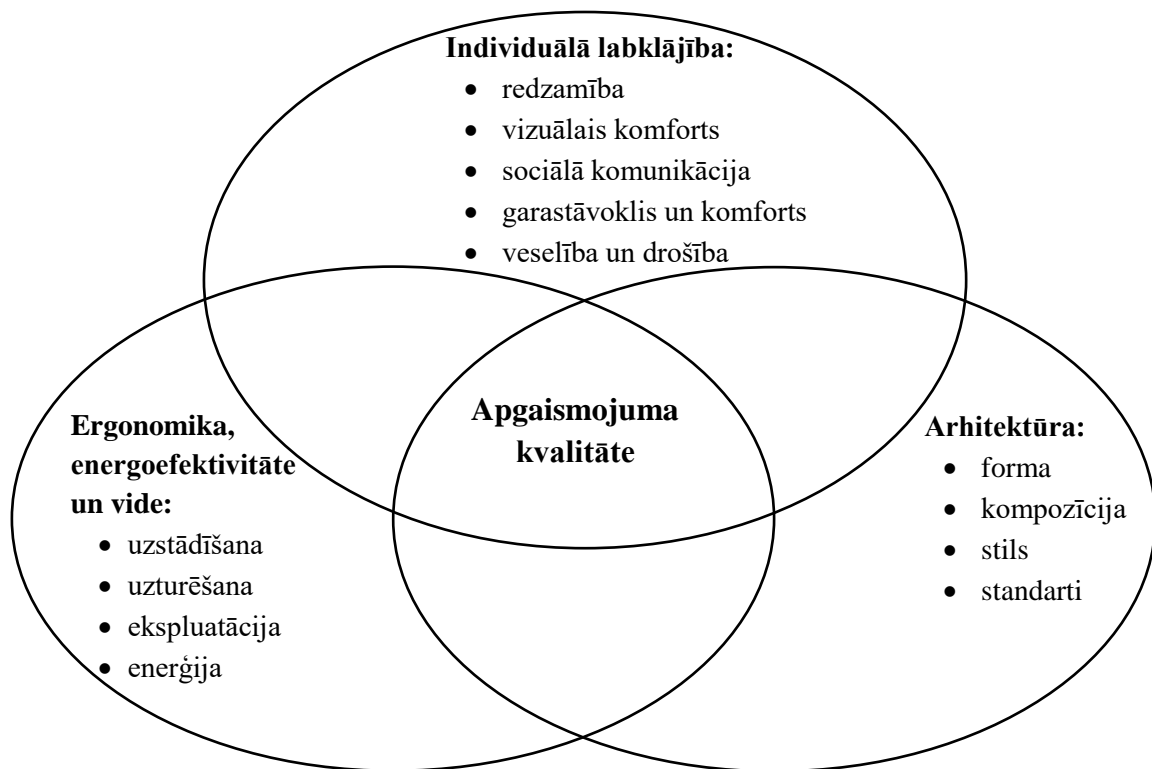 Individuālā labklājība:
• redzamība
• vizuālais komforts
• sociālā komunikācija
• garastāvoklis un komforts
• veselība un drošība
Apgaismojuma
kvalitāte
Ergonomika,
energoefektivitāte
un vide:
• uzstādīšana
• uzturēšana
• ekspluatācija
• enerģija
Arhitektūra:
• forma
• kompozīcija
• stils
• standarti